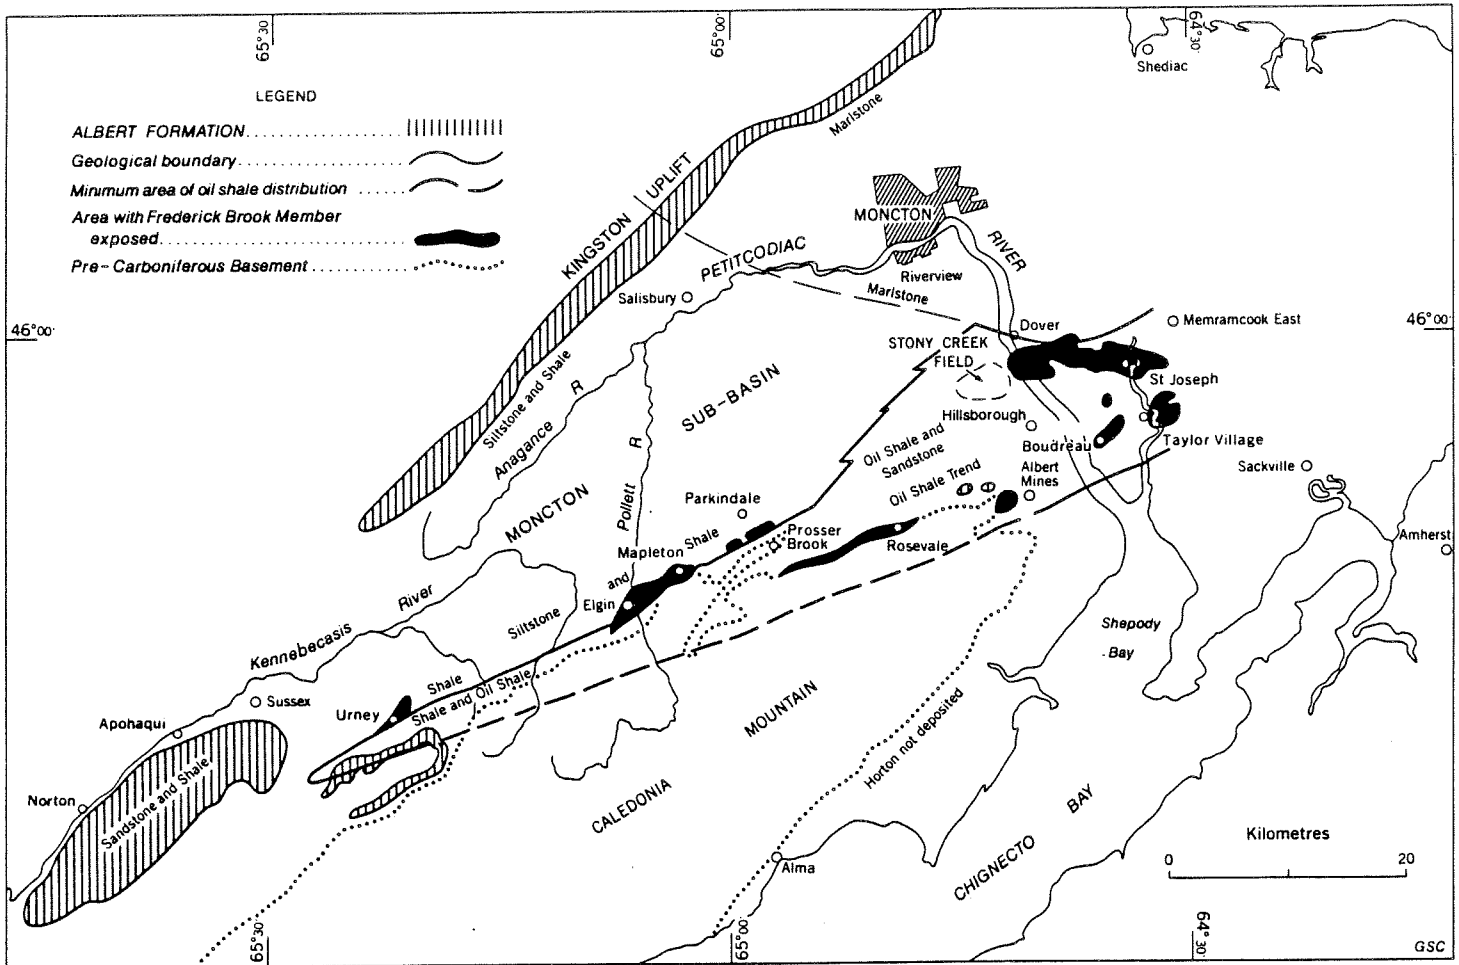 65°30'
65°00'
64°30'
Shediac
LEGEND
ALBERT FORMATION
Geological boundary
Minimum area of oil shale distribution
Area with Frederick Brook Member
exposed
Pre-Carboniferous Basement
Marlstone
KINGSTON UPLIFT
MONCTON
PETITCODIAC RIVER
Riverview
Salisbury
Marlstone
46°00'
46°00'
Dover
Memramcook East
STONY CREEK
FIELD
St Joseph
Siltstone and Shale
Anagance R
SUB-BASIN
Hillsborough
Boudreau
Taylor Village
Oil Shale and
Sandstone
Albert
Mines
Sackville
Oil Shale Trend
MONCTON
Pollett R
Parkindale
Amherst
Shale
Prosser
Brook
Rosevale
Mapleton
and
Elgin
Siltstone
Kennebecasis River
Shepody
Bay
Shale
Shale and Oil Shale
Sussex
Urney
Apohaqui
MOUNTAIN
Horton not deposited
Norton
Sandstone and Shale
CALEDONIA
CHIGNECTO BAY
Kilometres
0 20
Alma
65°30'
65°00'
64°30'
GSC